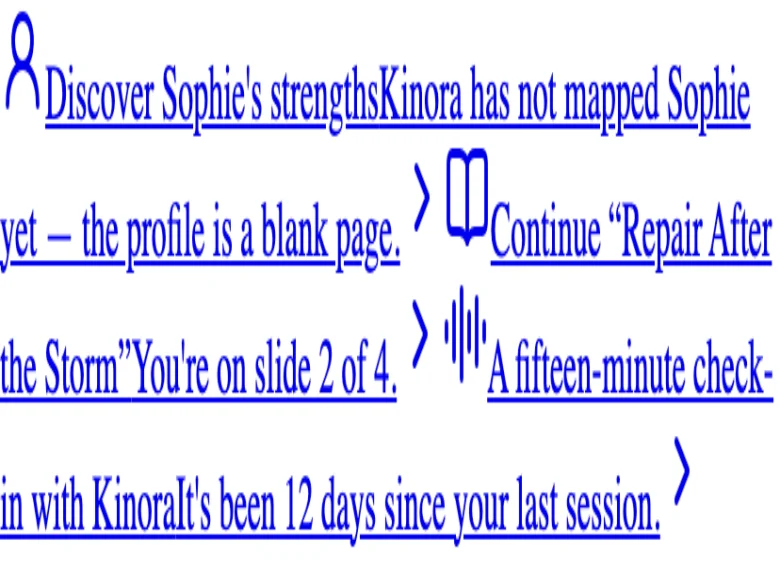 Discover Sophie's strengthsKinora has not mapped Sophie
yet – the profile is a blank page. Continue “Repair After
the Storm”You're on slide 2 of 4. A fifteen-minute check-
in with KinoraIt's been 12 days since your last session.